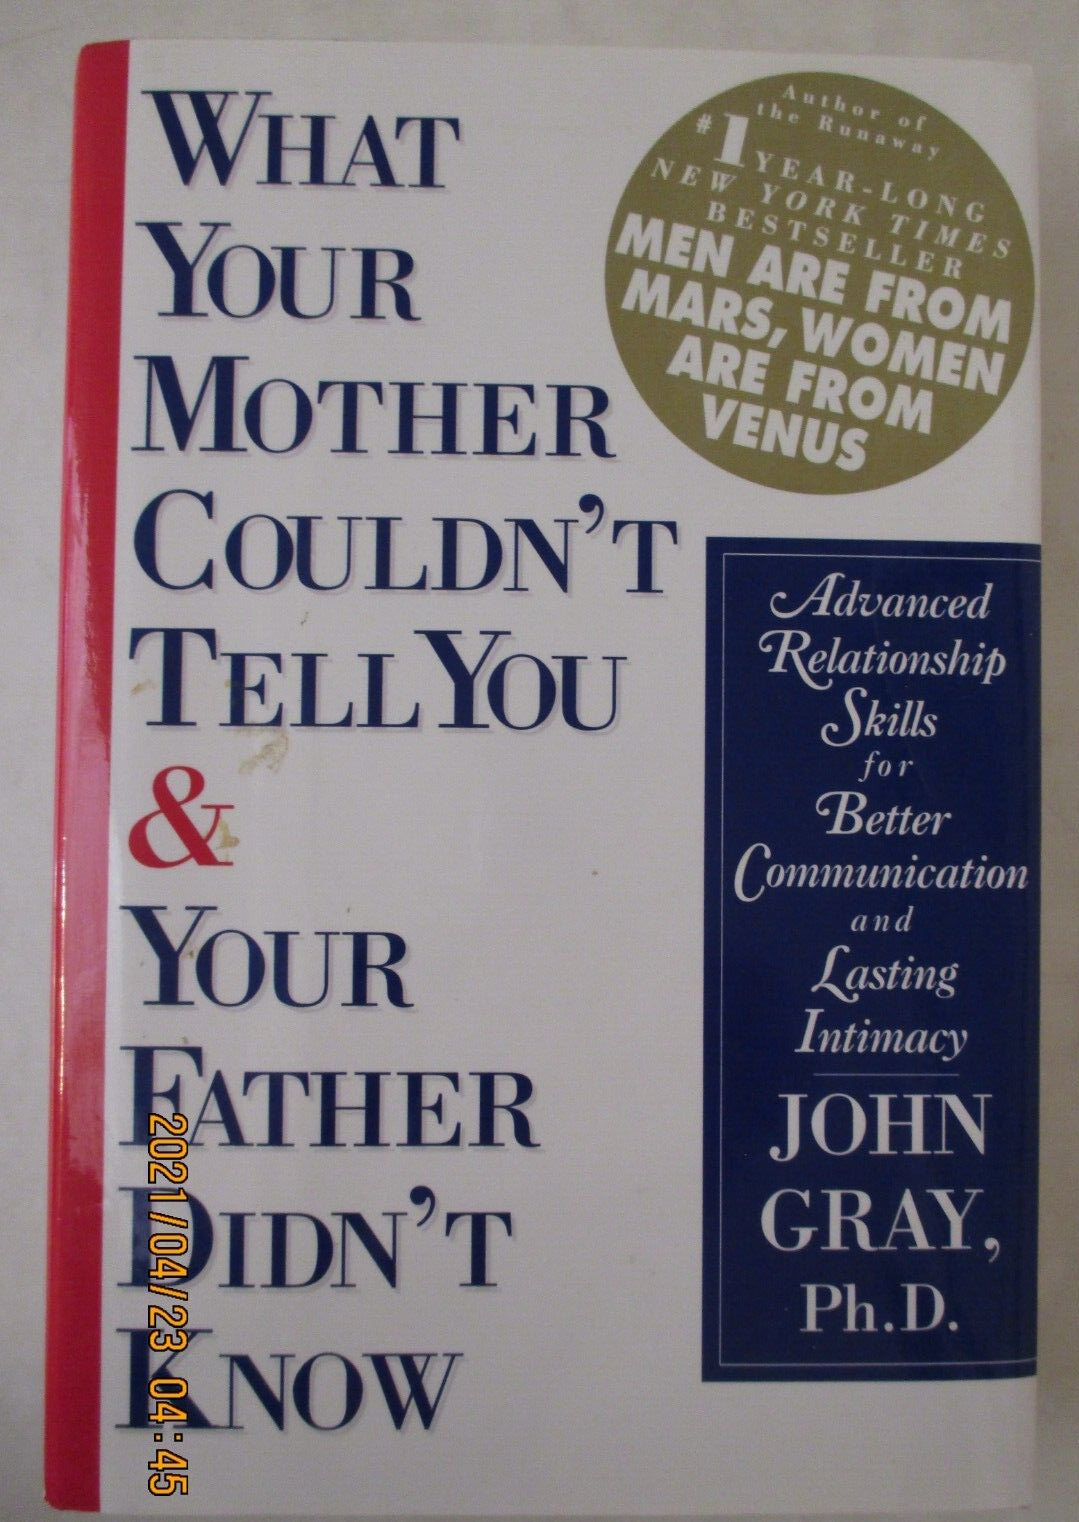 WHAT
YOUR
MOTHER
COULDN'T
TELL YOU
&
YOUR
FATHER
DIDN'T
KNOW
Author of
the Runaway
#1 YEAR-LONG
NEW YORK TIMES
BESTSELLER
MEN ARE FROM
MARS, WOMEN
ARE FROM
VENUS
Advanced
Relationship
Skills
for
Better
Communication
and
Lasting
Intimacy
JOHN
GRAY,
Ph.D.
2021/04/23 04:45